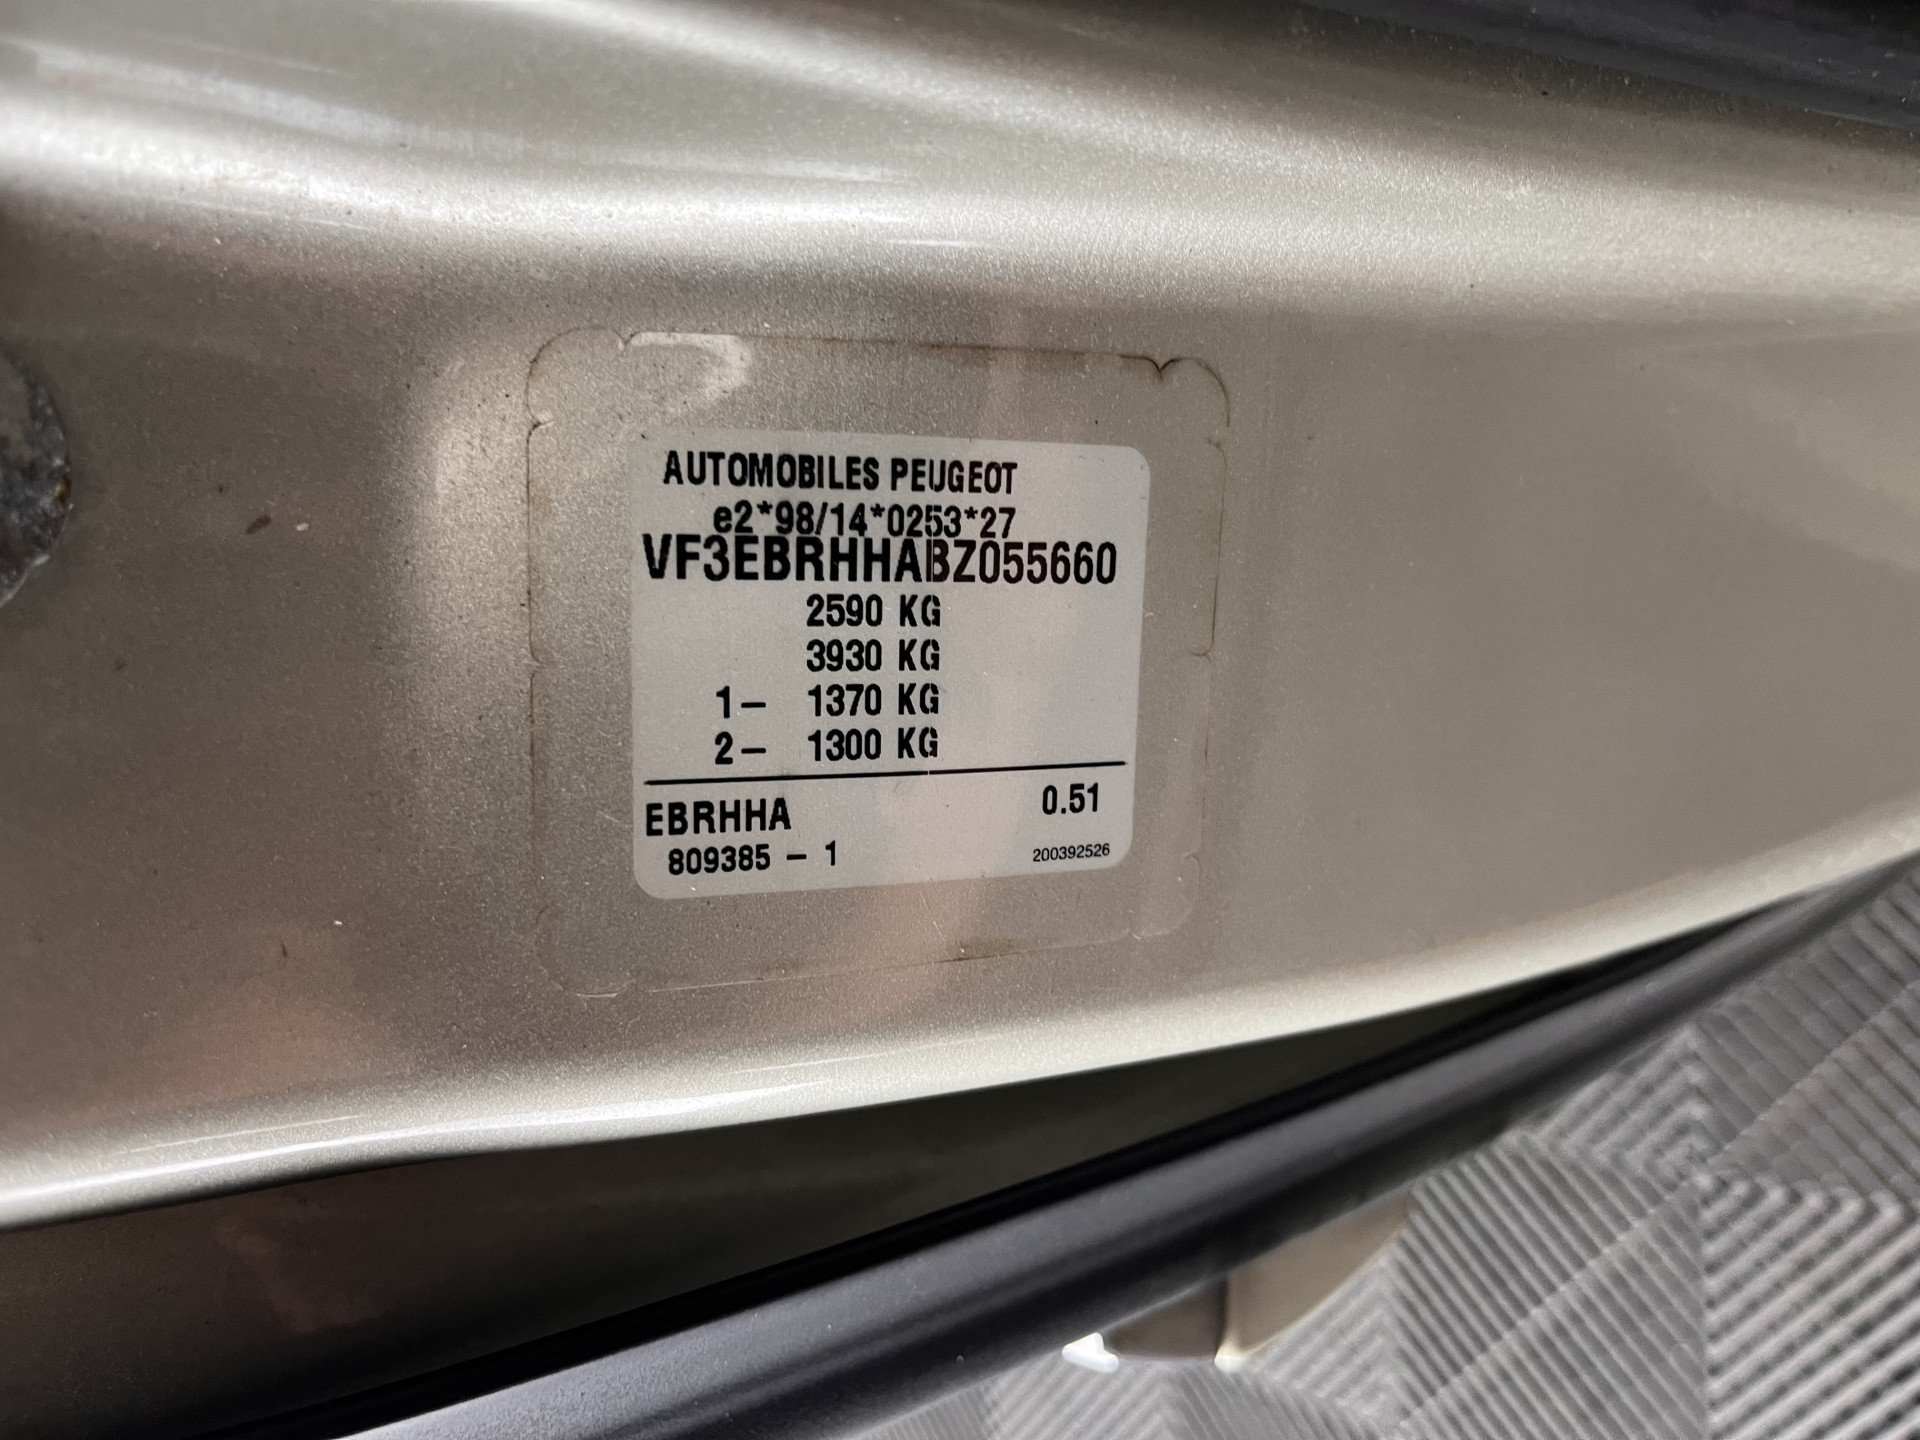 AUTOMOBILES PEUGEOT
e2*98/14*0253*27
VF3EBRHHABZ055660
2590 KG
3930 KG
1– 1370 KG
2– 1300 KG
EBRHHA 0.51
809385 – 1 200392526